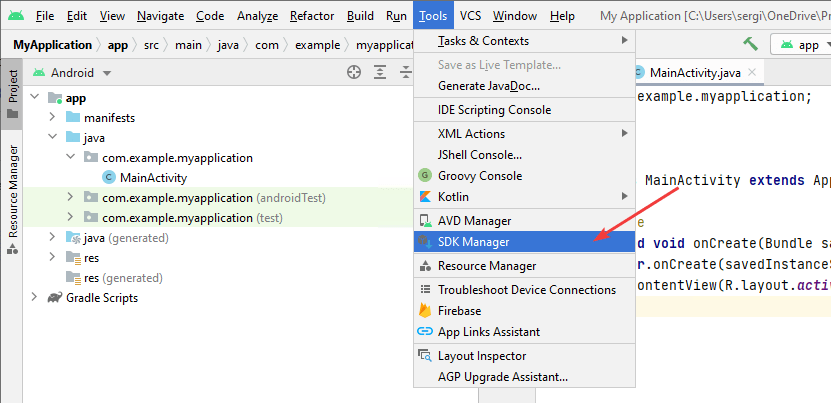 File Edit View Navigate Code Analyze Refactor Build Run Tools VCS Window Help My Application [C:\Users\sergi\OneDrive\Pr
MyApplication app src main java com example myapplica
app
Project
Resource Manager
Android
app
manifests
java
com.example.myapplication
MainActivity
com.example.myapplication (androidTest)
com.example.myapplication (test)
java (generated)
res
res (generated)
Gradle Scripts
Tasks & Contexts
Save as Live Template...
Generate JavaDoc...
IDE Scripting Console
XML Actions
JShell Console...
Groovy Console
Kotlin
AVD Manager
SDK Manager
Resource Manager
Troubleshoot Device Connections
Firebase
App Links Assistant
Layout Inspector
AGP Upgrade Assistant...
MainActivity.java
example.myapplication;
MainActivity extends App
e
d void onCreate(Bundle sa
r.onCreate(savedInstanceS
ontentView(R.layout.activ